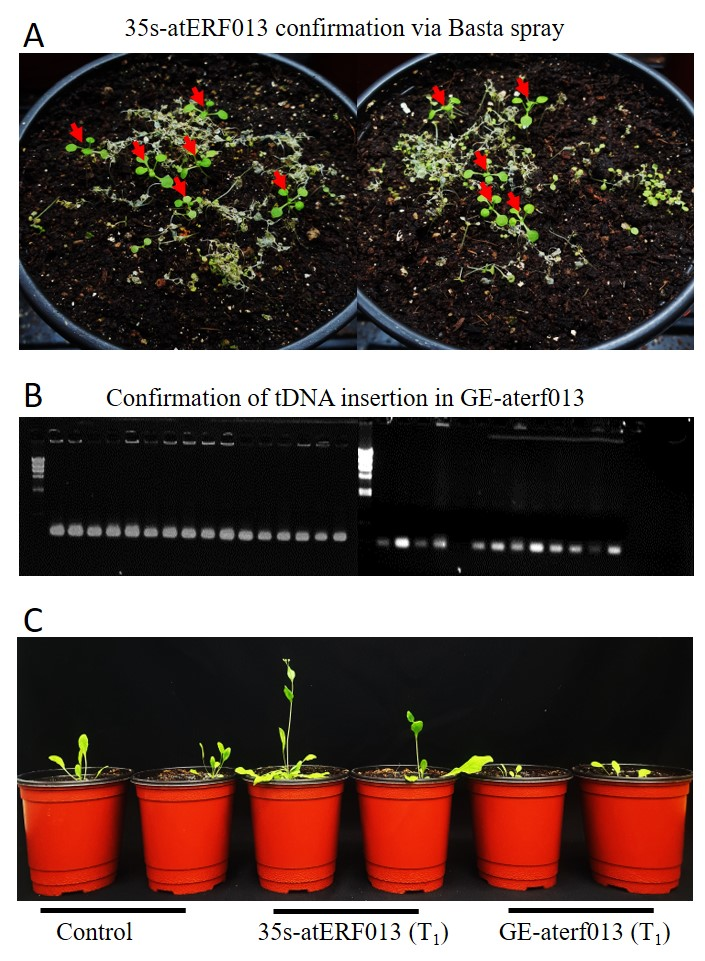 A
35s-atERF013 confirmation via Basta spray
B
Confirmation of tDNA insertion in GE-aterf013
C
Control
35s-atERF013 (T₁)
GE-aterf013 (T₁)